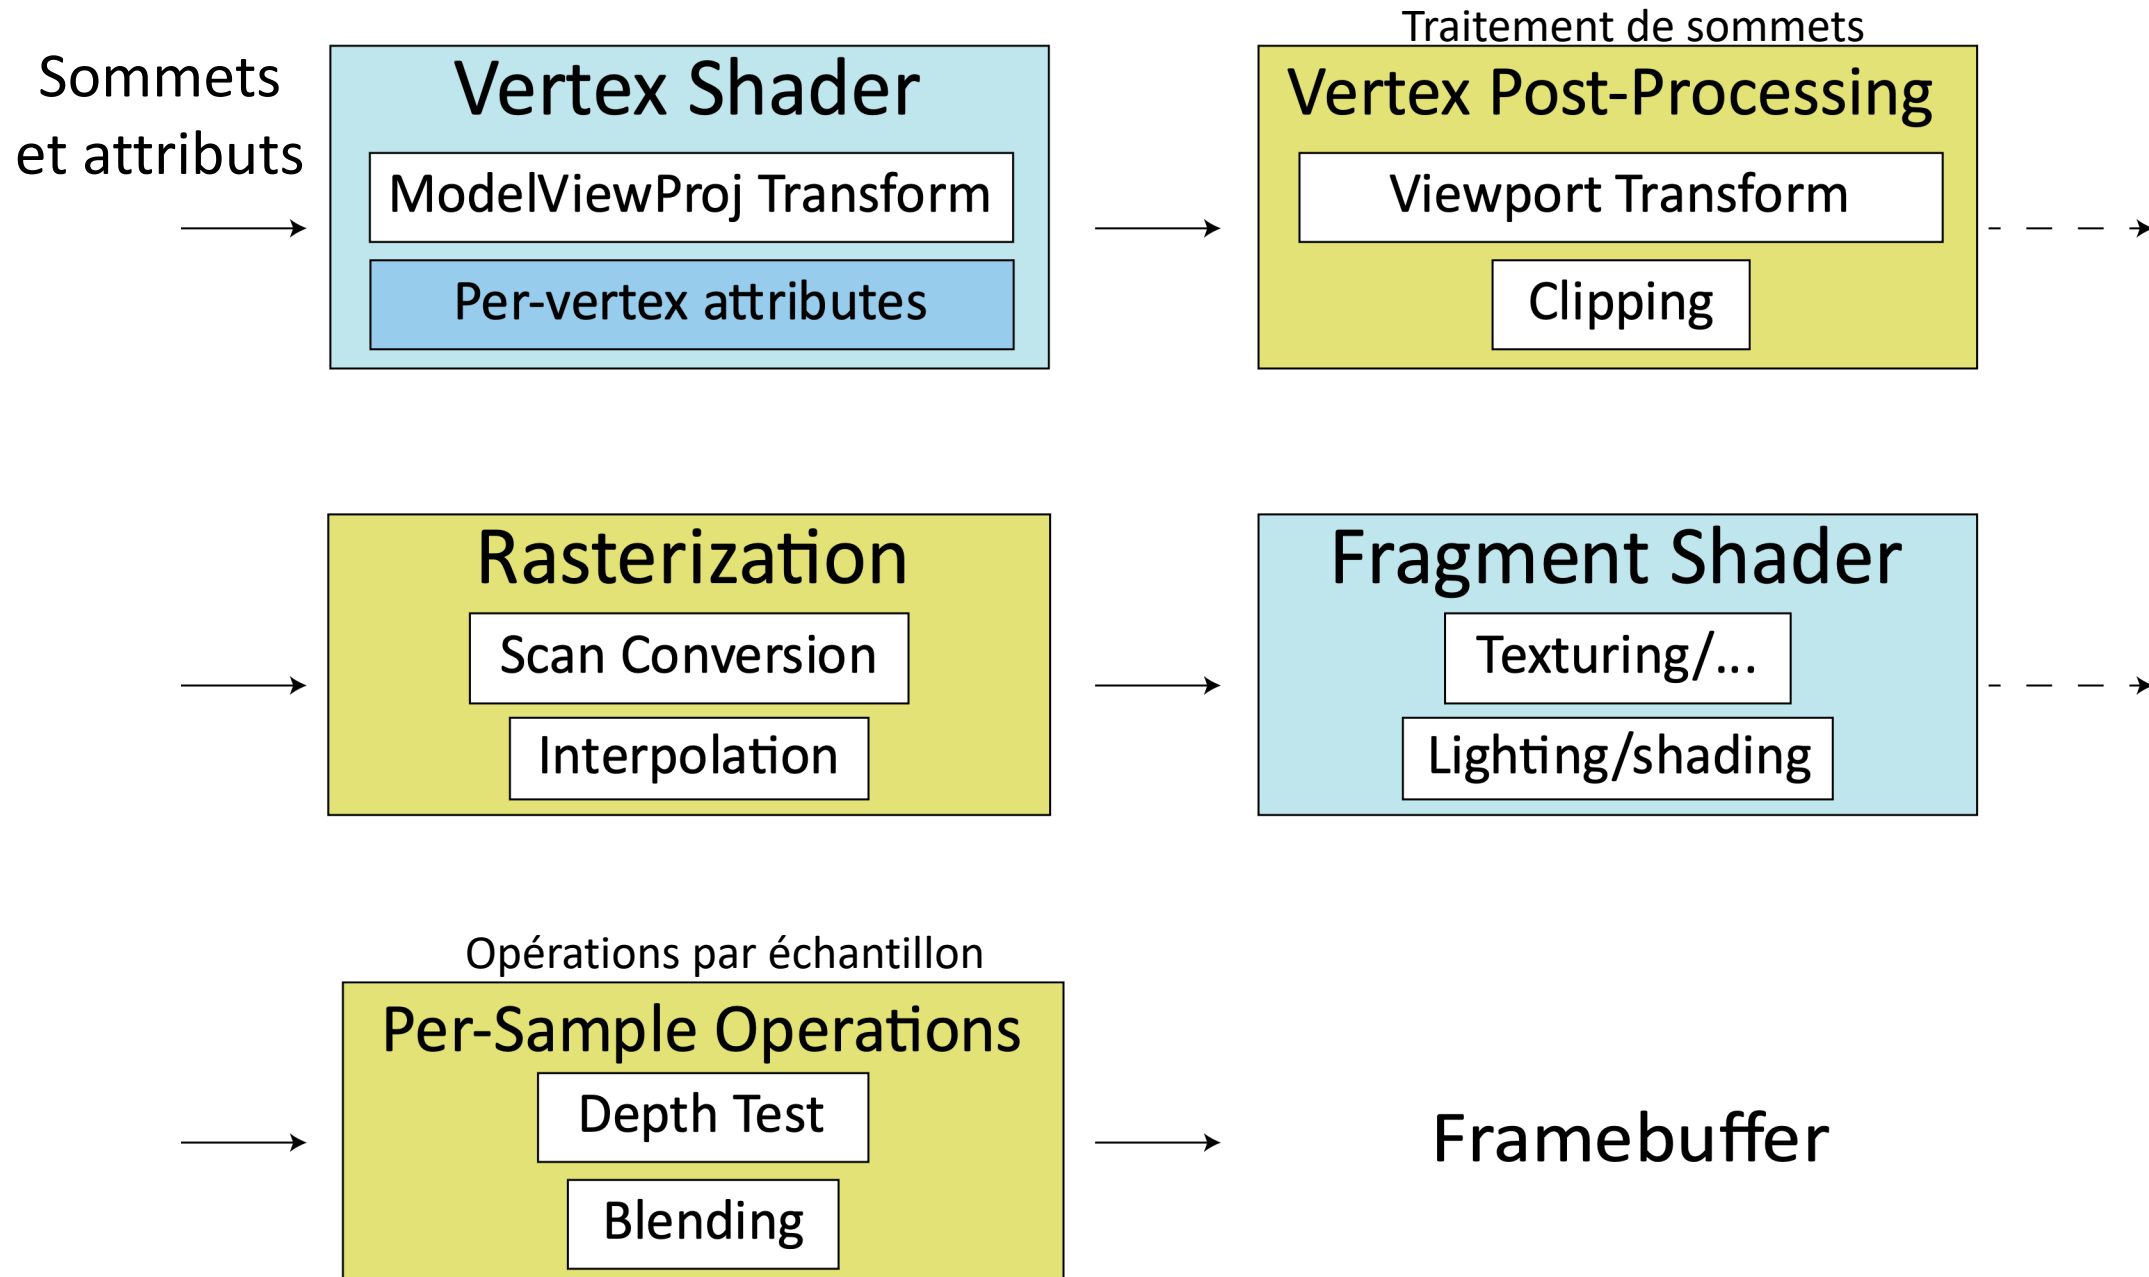 Sommets
et attributs
Vertex Shader
ModelViewProj Transform
Per-vertex attributes
Traitement de sommets
Vertex Post-Processing
Viewport Transform
Clipping
Rasterization
Scan Conversion
Interpolation
Fragment Shader
Texturing/...
Lighting/shading
Opérations par échantillon
Per-Sample Operations
Depth Test
Blending
Framebuffer